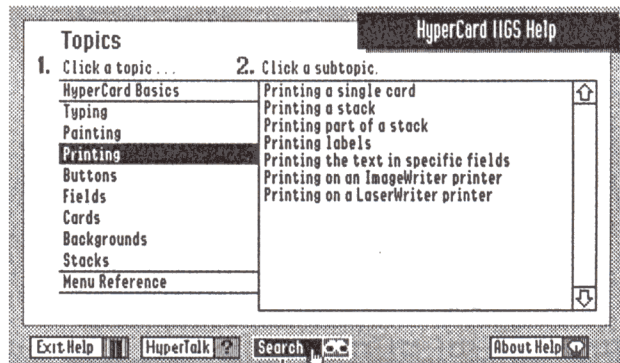 HyperCard IIGS Help
Topics
1. Click a topic . . .
2. Click a subtopic.
HyperCard Basics
Typing
Painting
Printing
Buttons
Fields
Cards
Backgrounds
Stacks
Menu Reference
Printing a single card
Printing a stack
Printing part of a stack
Printing labels
Printing the text in specific fields
Printing on an ImageWriter printer
Printing on a LaserWriter printer
Exit Help
HyperTalk ?
Search
About Help